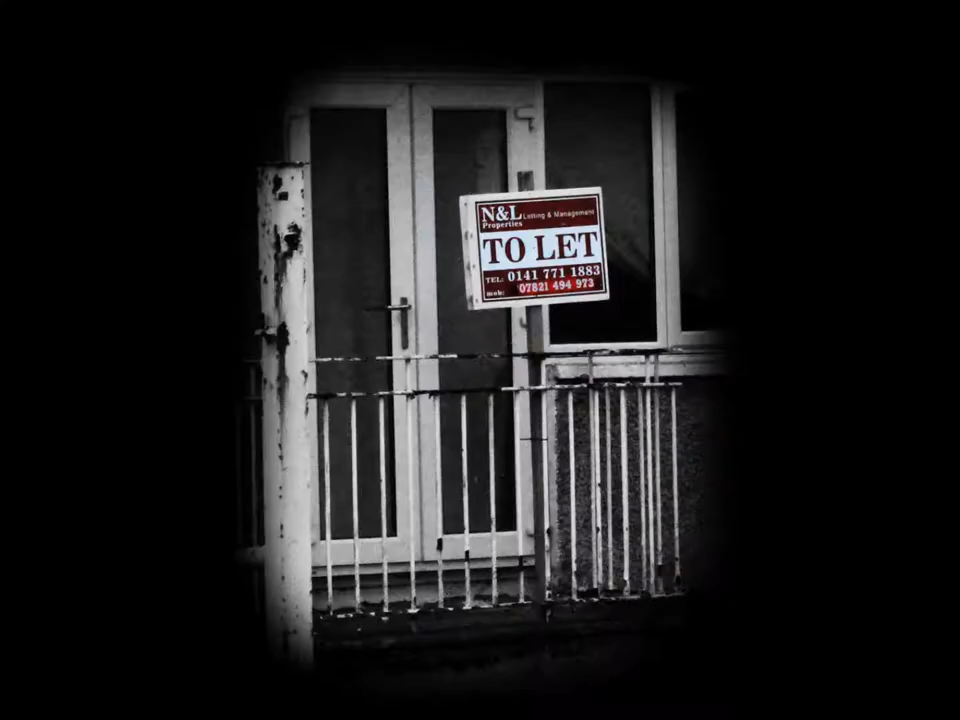 N&L Letting & Management
Properties
TO LET
TEL: 0141 771 1883
mob: 07821 494 973